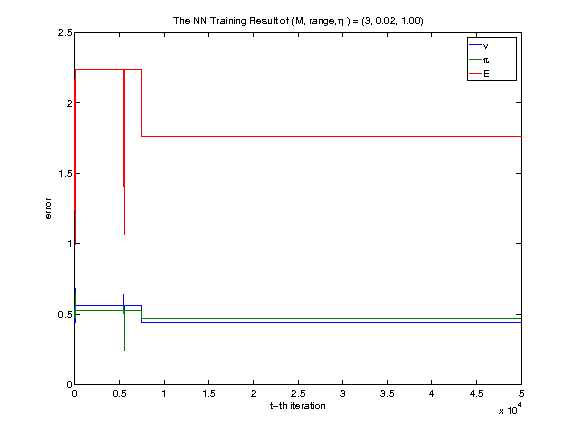 The NN Training Result of (M, range,η ) = (3, 0.02, 1.00)
2.5
ν
π
E
2
1.5
error
1
0.5
0
0 0.5 1 1.5 2 2.5 3 3.5 4 4.5 5
t−th iteration
x 10^4